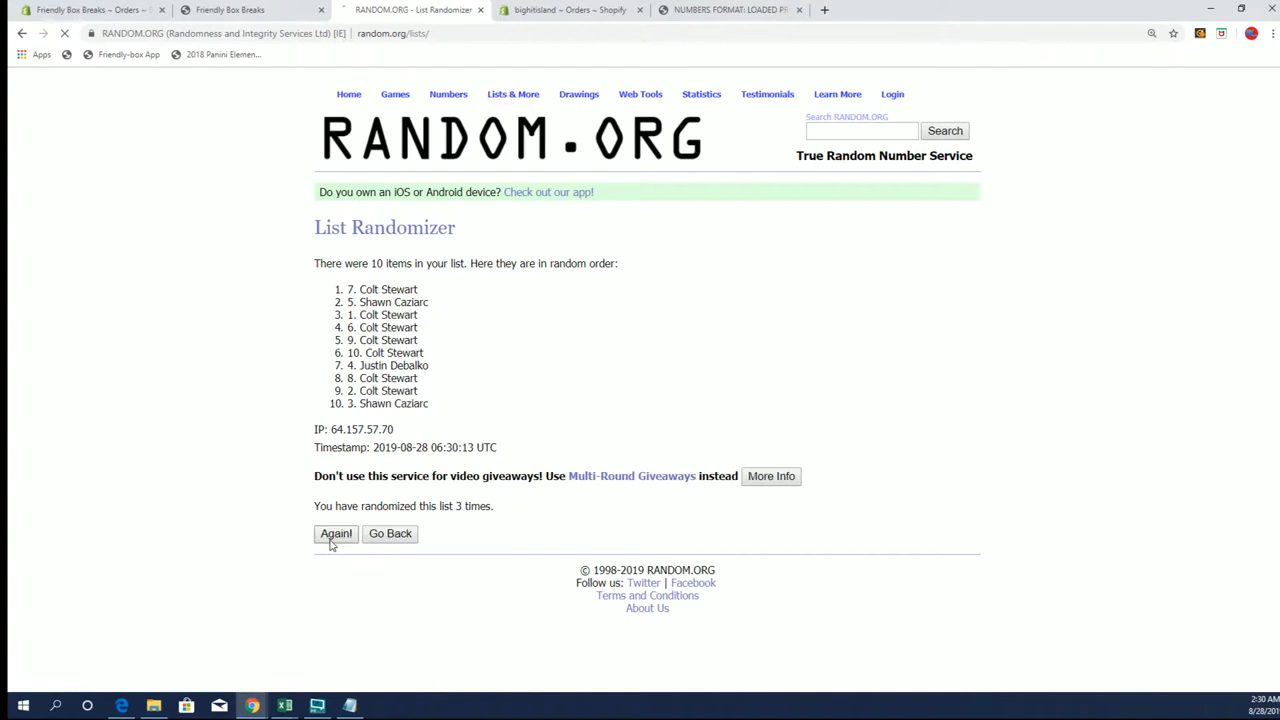 Friendly Box Breaks ~ Orders ~ S
Friendly Box Breaks
RANDOM.ORG - List Randomizer
bighitisland ~ Orders ~ Shopify
NUMBERS FORMAT: LOADED PR
RANDOM.ORG (Randomness and Integrity Services Ltd) [IE] | random.org/lists/
Apps
Friendly-box App
2018 Panini Elemen...
Home Games Numbers Lists & More Drawings Web Tools Statistics Testimonials Learn More Login
RANDOM.ORG
Search RANDOM.ORG
Search
True Random Number Service
Do you own an iOS or Android device? Check out our app!
List Randomizer
There were 10 items in your list. Here they are in random order:
1. 7. Colt Stewart
2. 5. Shawn Caziarc
3. 1. Colt Stewart
4. 6. Colt Stewart
5. 9. Colt Stewart
6. 10. Colt Stewart
7. 4. Justin Debalko
8. 8. Colt Stewart
9. 2. Colt Stewart
10. 3. Shawn Caziarc
IP: 64.157.57.70
Timestamp: 2019-08-28 06:30:13 UTC
Don't use this service for video giveaways! Use Multi-Round Giveaways instead More Info
You have randomized this list 3 times.
Again! Go Back
© 1998-2019 RANDOM.ORG
Follow us: Twitter | Facebook
Terms and Conditions
About Us
2:30 AM
8/28/201